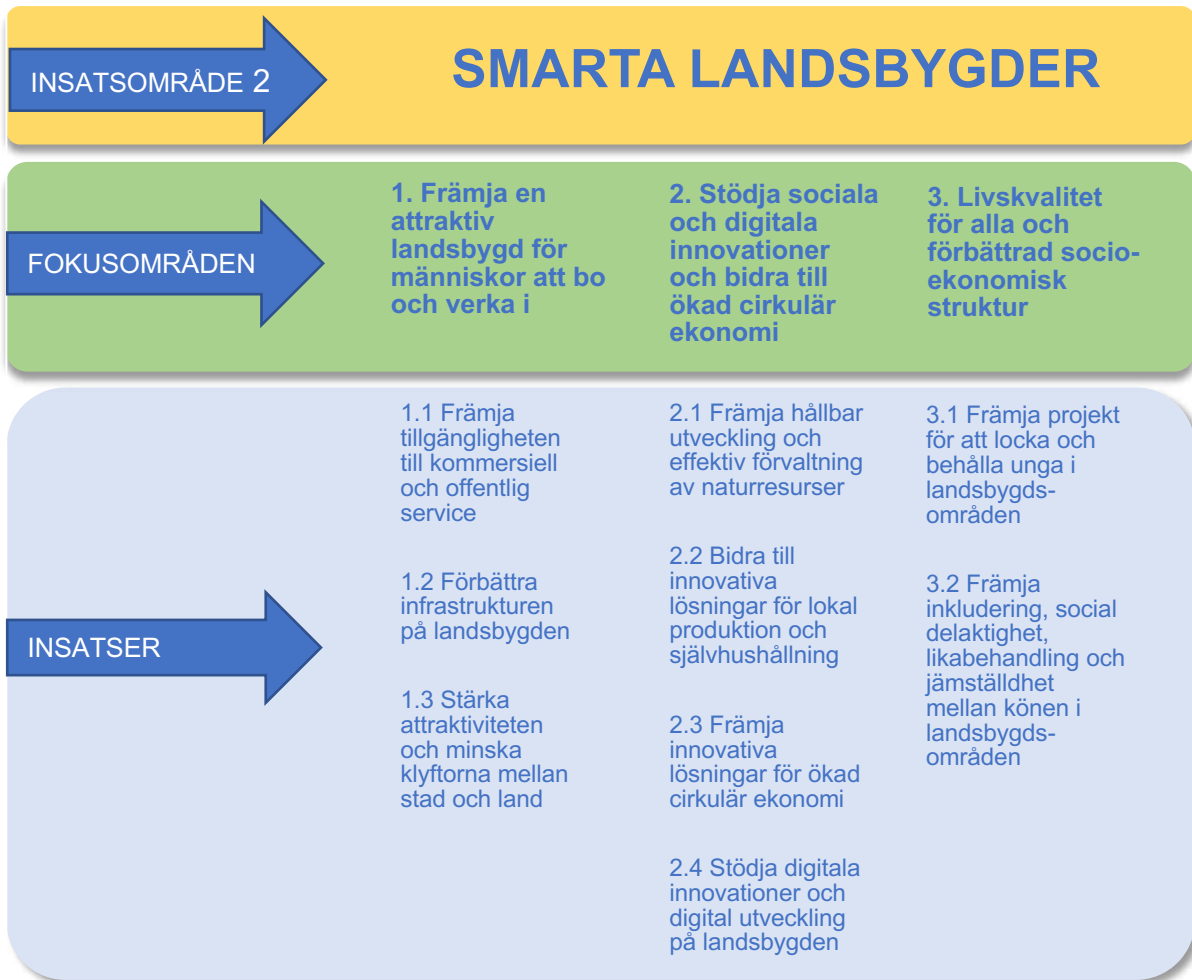 INSATSOMRÅDE 2
SMARTA LANDSBYGDER
FOKUSOMRÅDEN
1. Främja en
attraktiv
landsbygd för
människor att bo
och verka i
2. Stödja sociala
och digitala
innovationer
och bidra till
ökad cirkulär
ekonomi
3. Livskvalitet
för alla och
förbättrad socio-
ekonomisk
struktur
INSATSER
1.1 Främja
tillgängligheten
till kommersiell
och offentlig
service
1.2 Förbättra
infrastrukturen
på landsbygden
1.3 Stärka
attraktiviteten
och minska
klyftorna mellan
stad och land
2.1 Främja hållbar
utveckling och
effektiv förvaltning
av naturresurser
2.2 Bidra till
innovativa
lösningar för lokal
produktion och
självhushållning
2.3 Främja
innovativa
lösningar för ökad
cirkulär ekonomi
2.4 Stödja digitala
innovationer och
digital utveckling
på landsbygden
3.1 Främja projekt
för att locka och
behålla unga i
landsbygds-
områden
3.2 Främja
inkludering, social
delaktighet,
likabehandling och
jämställdhet
mellan könen i
landsbygds-
områden